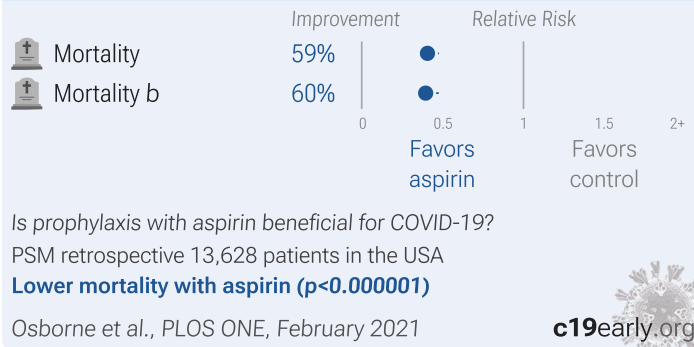 Improvement Relative Risk
Mortality 59%
Mortality b 60%
0 0.5 1 1.5 2+
Favors aspirin
Favors control
Is prophylaxis with aspirin beneficial for COVID-19?
PSM retrospective 13,628 patients in the USA
Lower mortality with aspirin (p<0.000001)
Osborne et al., PLOS ONE, February 2021
c19early.org